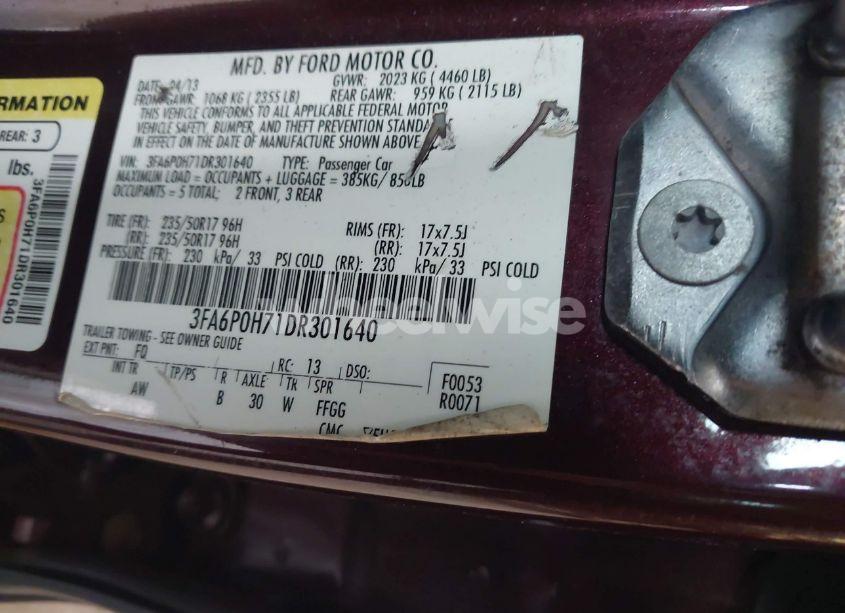 MFD. BY FORD MOTOR CO.
DATE: 04/13 GVWR: 2023 KG ( 4460 LB)
FRONT GAWR: 1068 KG ( 2355 LB) REAR GAWR: 959 KG ( 2115 LB)
THIS VEHICLE CONFORMS TO ALL APPLICABLE FEDERAL MOTOR
VEHICLE SAFETY, BUMPER, AND THEFT PREVENTION STANDA
IN EFFECT ON THE DATE OF MANUFACTURE SHOWN ABOVE
VIN: 3FA6P0H71DR301640 TYPE: Passenger Car
MAXIMUM LOAD = OCCUPANTS + LUGGAGE = 385KG/ 850LB
OCCUPANTS = 5 TOTAL; 2 FRONT, 3 REAR
TIRE (FR): 235/50R17 96H RIMS (FR): 17x7.5J
(RR): 235/50R17 96H (RR): 17x7.5J
PRESSURE (FR): 230 kPa/ 33 PSI COLD (RR): 230 kPa/ 33 PSI COLD
3FA6P0H71DR301640
TRAILER TOWING - SEE OWNER GUIDE
EXT PNT: FQ RC: 13 DSO:
INT TR TP/PS R AXLE TR SPR F0053
AW B 30 W FFGG R0071
CMC
RMATION
REAR: 3
lbs.
S
3FA6P0H71DR301640